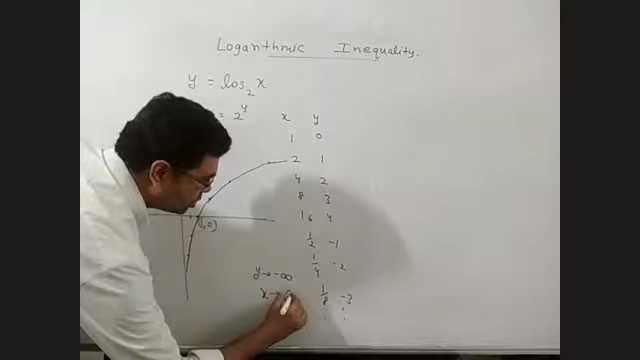 Logarithmic Inequality.
y = log₂ x
= 2^y
x y
1 0
2 1
4 2
8 3
16 4
1/2 -1
1/4 -2
1/8 -3
(1,0)
y → -∞
x →